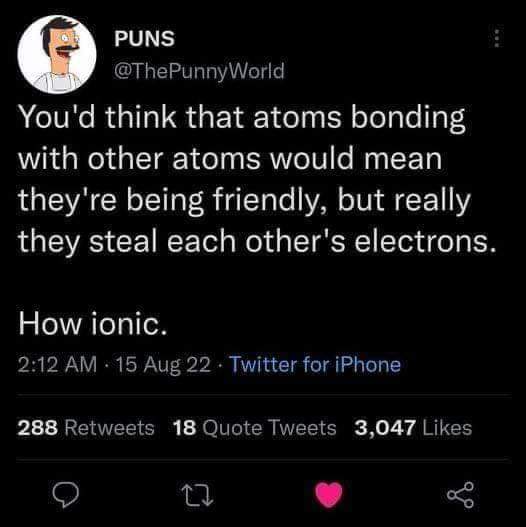 PUNS
@ThePunnyWorld
You'd think that atoms bonding
with other atoms would mean
they're being friendly, but really
they steal each other's electrons.
How ionic.
2:12 AM · 15 Aug 22 · Twitter for iPhone
288 Retweets 18 Quote Tweets 3,047 Likes